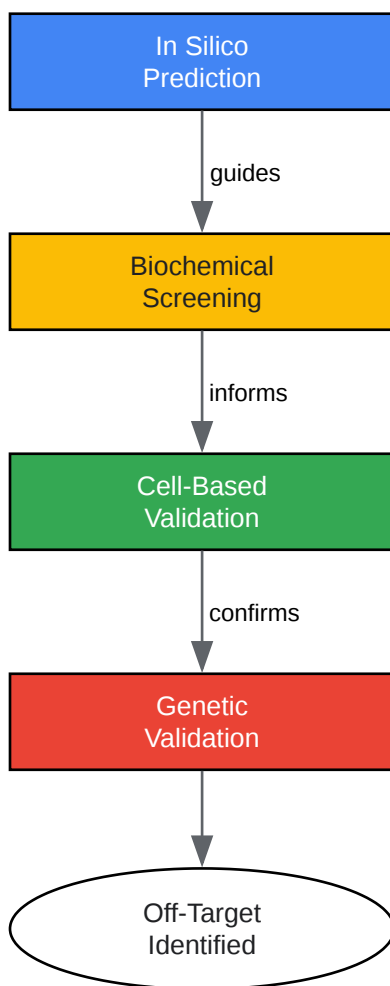 In Silico
Prediction
guides
Biochemical
Screening
informs
Cell-Based
Validation
confirms
Genetic
Validation
Off-Target
Identified